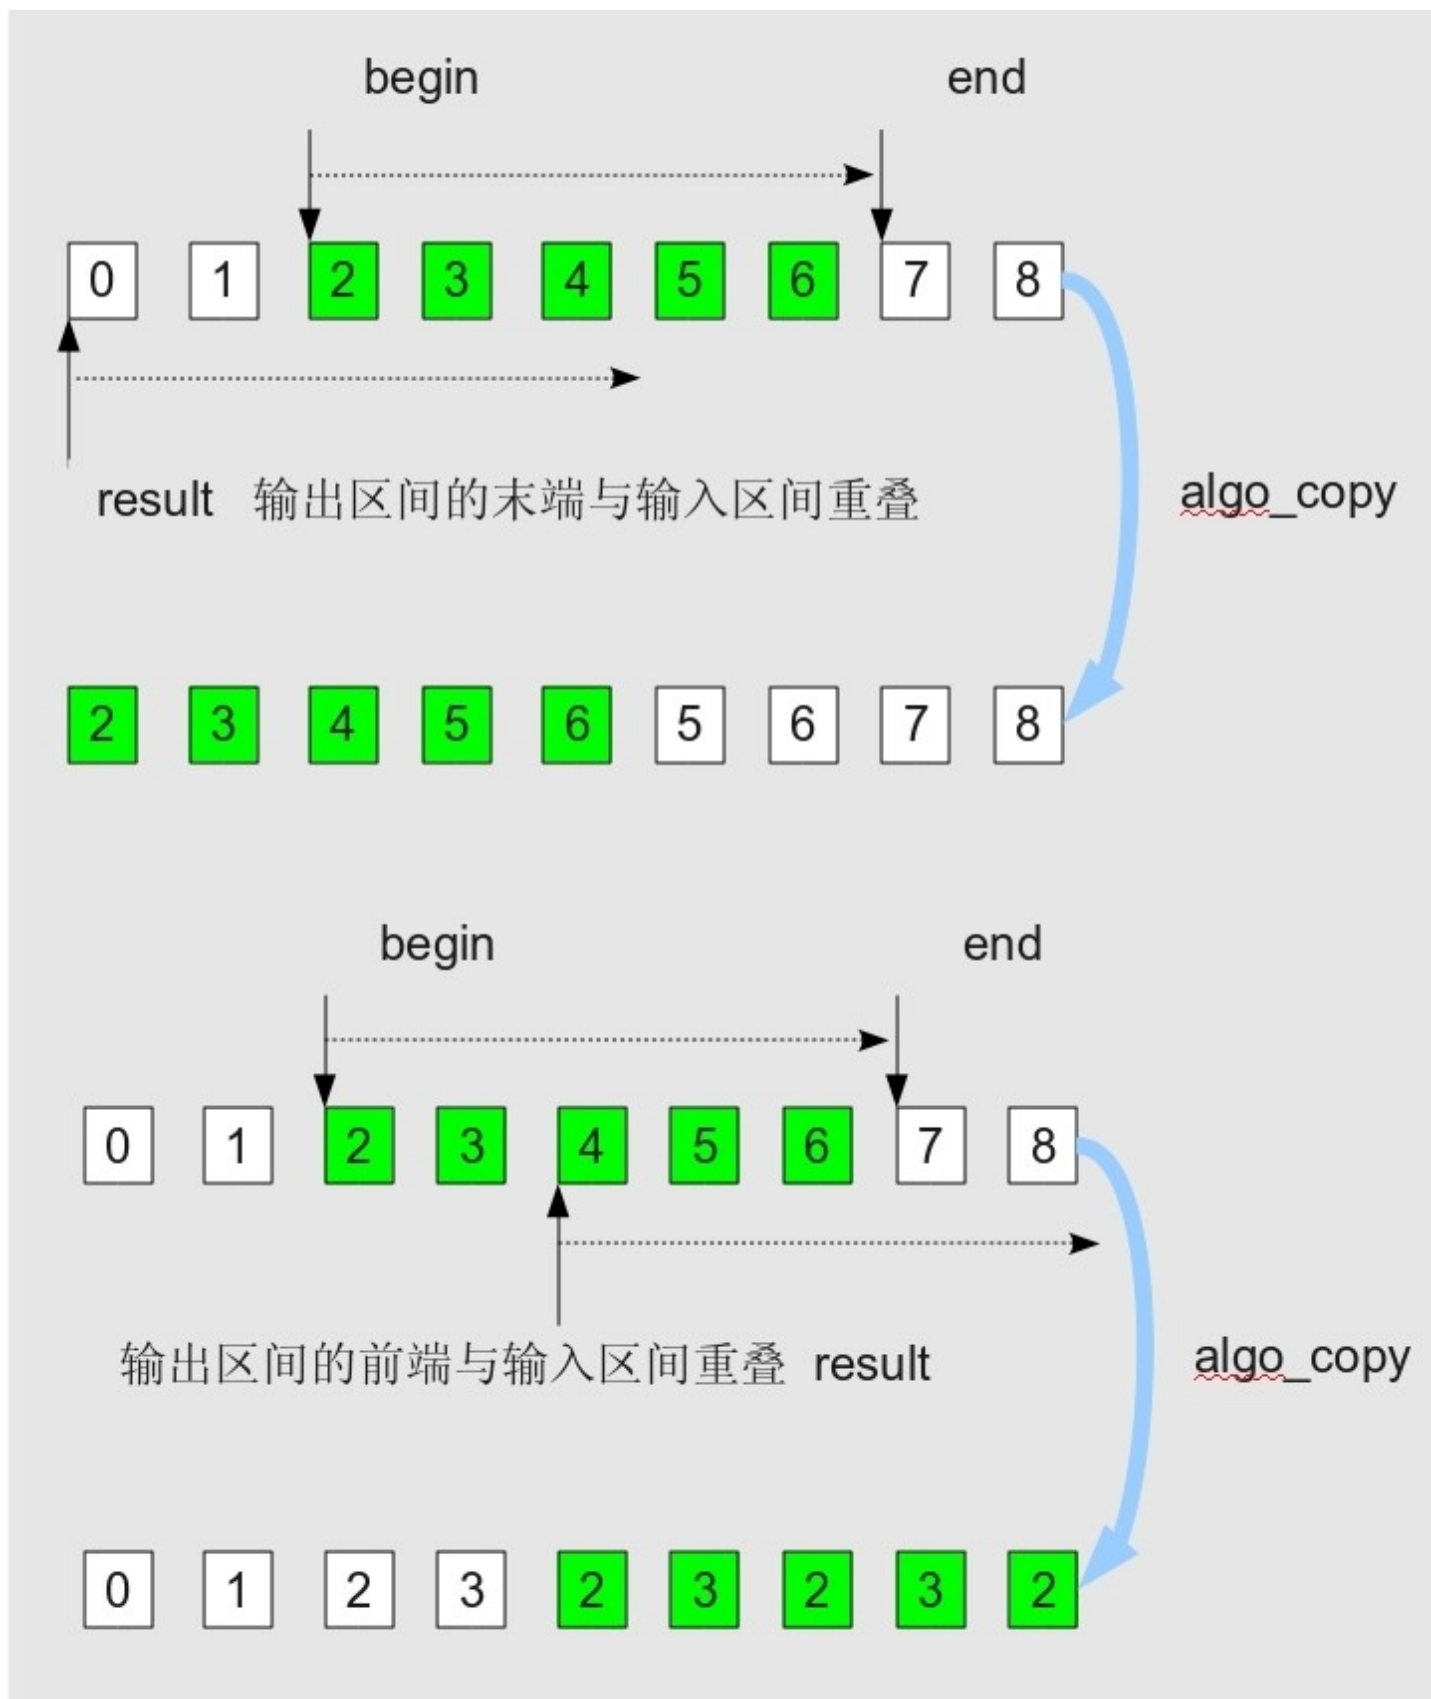 begin end
0 1 2 3 4 5 6 7 8
result 输出区间的末端与输入区间重叠 algo_copy
2 3 4 5 6 5 6 7 8
begin end
0 1 2 3 4 5 6 7 8
输出区间的前端与输入区间重叠 result algo_copy
0 1 2 3 2 3 2 3 2